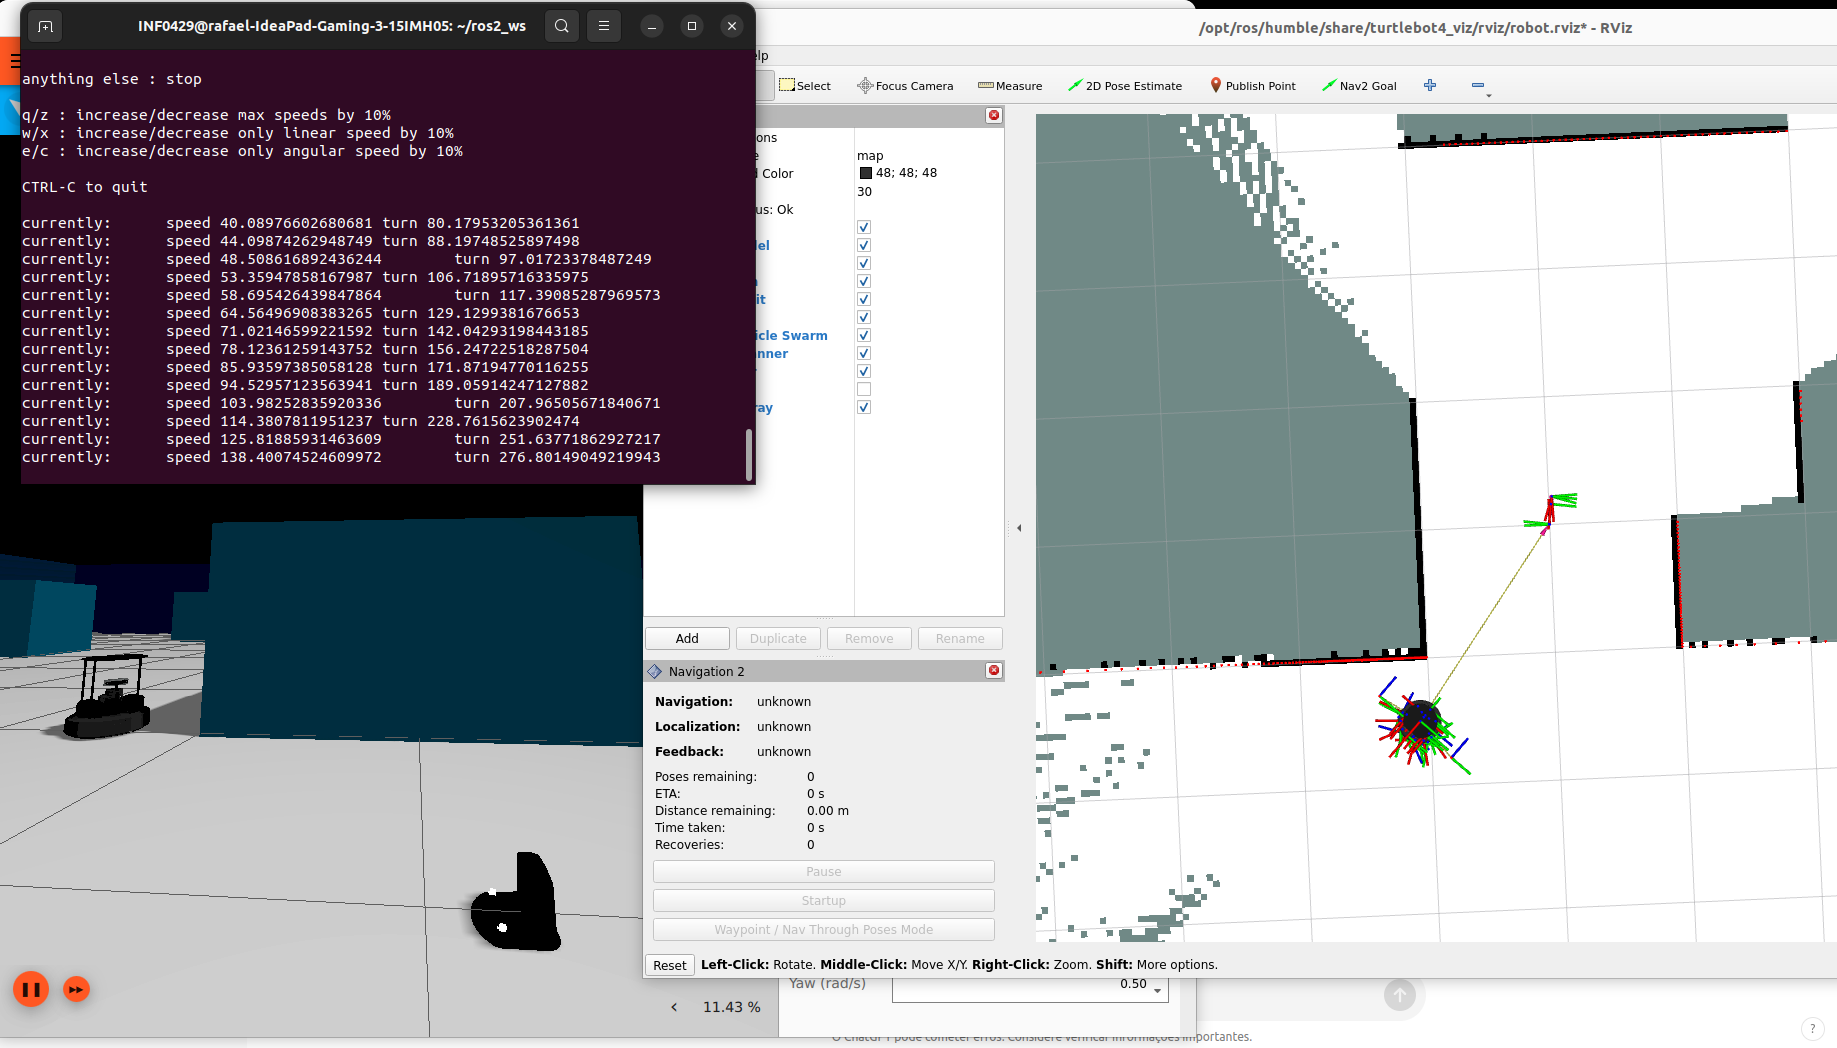 INF0429@rafael-IdeaPad-Gaming-3-15IMH05: ~/ros2_ws
anything else : stop
q/z : increase/decrease max speeds by 10%
w/x : increase/decrease only linear speed by 10%
e/c : increase/decrease only angular speed by 10%
CTRL-C to quit
currently: speed 40.08976602680681 turn 80.17953205361361
currently: speed 44.09874262948749 turn 88.19748525897498
currently: speed 48.508616892436244 turn 97.01723378487249
currently: speed 53.35947858167987 turn 106.71895716335975
currently: speed 58.695426439847864 turn 117.39085287969573
currently: speed 64.56496908383265 turn 129.1299381676653
currently: speed 71.02146599221592 turn 142.04293198443185
currently: speed 78.12361259143752 turn 156.24722518287504
currently: speed 85.93597385058128 turn 171.87194770116255
currently: speed 94.52957123563941 turn 189.05914247127882
currently: speed 103.98252835920336 turn 207.96505671840671
currently: speed 114.3807811951237 turn 228.7615623902474
currently: speed 125.81885931463609 turn 251.63771862927217
currently: speed 138.40074524609972 turn 276.80149049219943
/opt/ros/humble/share/turtlebot4_viz/rviz/robot.rviz* - RViz
elp
Select Focus Camera Measure 2D Pose Estimate Publish Point Nav2 Goal
ons
e map
d Color 48; 48; 48
30
us: Ok
el
it
icle Swarm
nner
ray
Add Duplicate Remove Rename
Navigation 2
Navigation: unknown
Localization: unknown
Feedback: unknown
Poses remaining: 0
ETA: 0 s
Distance remaining: 0.00 m
Time taken: 0 s
Recoveries: 0
Pause
Startup
Waypoint / Nav Through Poses Mode
Reset Left-Click: Rotate. Middle-Click: Move X/Y. Right-Click: Zoom. Shift: More options.
Yaw (rad/s) 0.50
< 11.43 %
O ChatGPT pode cometer erros. Considere verificar informações importantes.
?